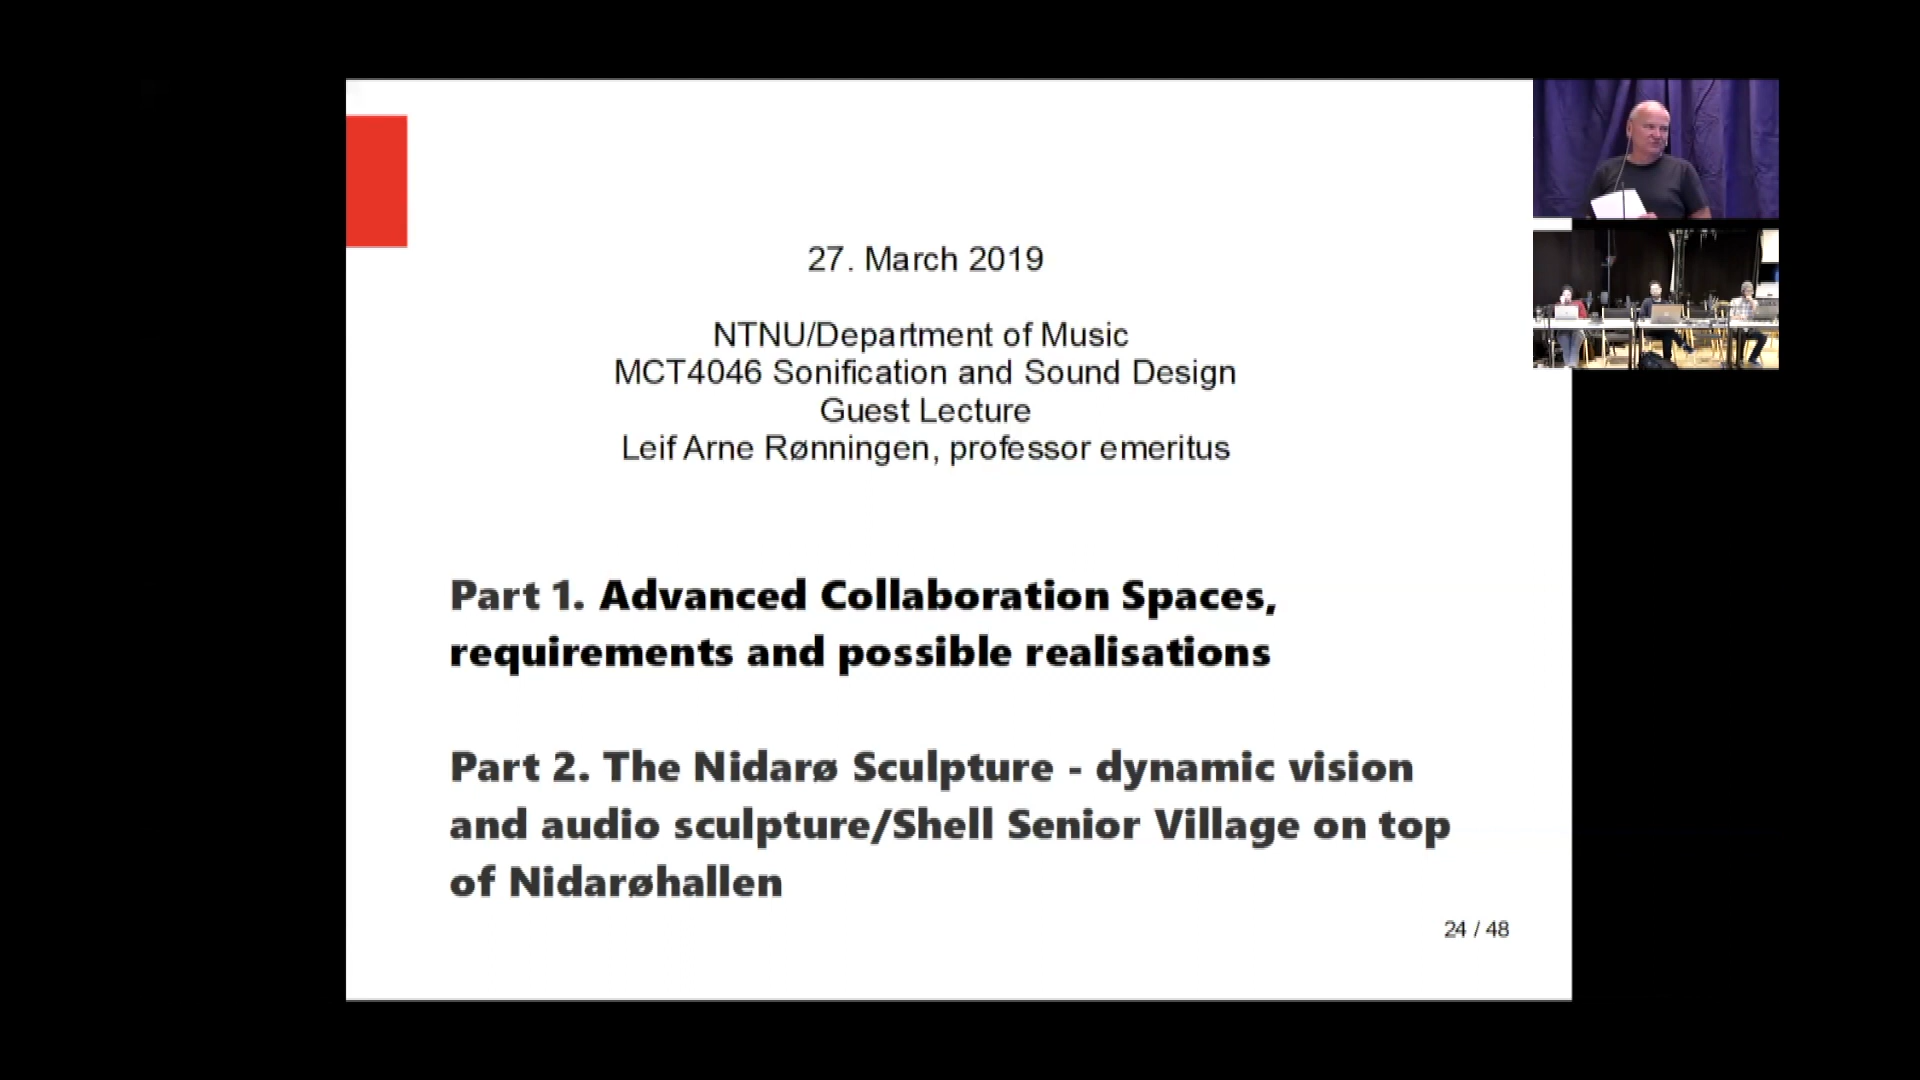 27. March 2019
NTNU/Department of Music
MCT4046 Sonification and Sound Design
Guest Lecture
Leif Arne Rønningen, professor emeritus
Part 1. Advanced Collaboration Spaces,
requirements and possible realisations
Part 2. The Nidarø Sculpture - dynamic vision
and audio sculpture/Shell Senior Village on top
of Nidarøhallen
24 / 48